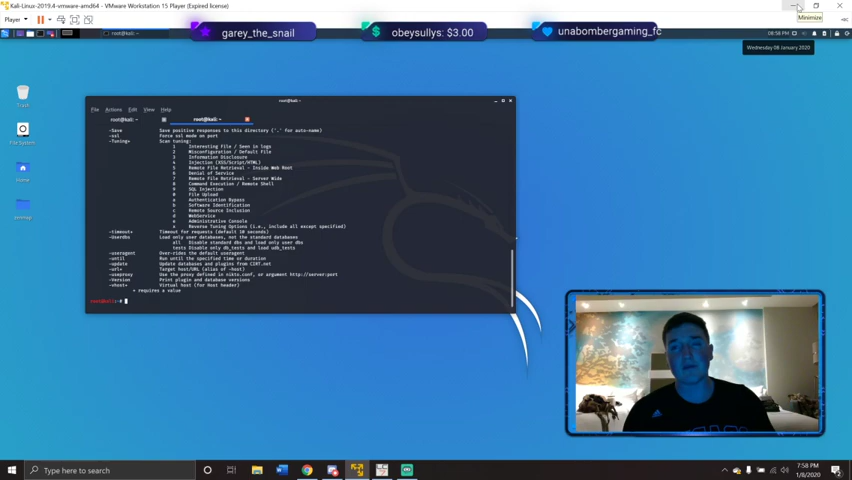 Kali-Linux-2019.4-vmware-amd64 - VMware Workstation 15 Player (Expired license)
Minimize
Player
root@kali: ~
08:58 PM
Wednesday 08 January 2020
garey_the_snail
obeysullys: $3.00
unabombergaming_fc
Trash
File System
Home
root@kali:~
File Actions Edit View Help
root@kali: ~
root@kali: ~
-Save Save positive responses to this directory ('.' for auto-name)
-ssl Force ssl mode on port
-Tuning+ Scan tuning:
1 Interesting File / Seen in logs
2 Misconfiguration / Default File
3 Information Disclosure
4 Injection (XSS/Script/HTML)
5 Remote File Retrieval - Inside Web Root
6 Denial of Service
7 Remote File Retrieval - Server Wide
8 Command Execution / Remote Shell
9 SQL Injection
0 File Upload
a Authentication Bypass
b Software Identification
c Remote Source Inclusion
d WebService
e Administrative Console
x Reverse Tuning Options (i.e., include all except specified)
-timeout+ Timeout for requests (default 10 seconds)
-Userdbs Load only user databases, not the standard databases
all Disable standard dbs and load only user dbs
tests Disable only db_tests and load udb_tests
-useragent Over-rides the default useragent
-until Run until the specified time or duration
-update Update databases and plugins from CIRT.net
-url+ Target host/URL (alias of -host)
-useproxy Use the proxy defined in nikto.conf, or argument http://server:port
-Version Print plugin and database versions
-vhost+ Virtual host (for Host header)
+ requires a value
root@kali:~#
Type here to search
7:58 PM
1/8/2020